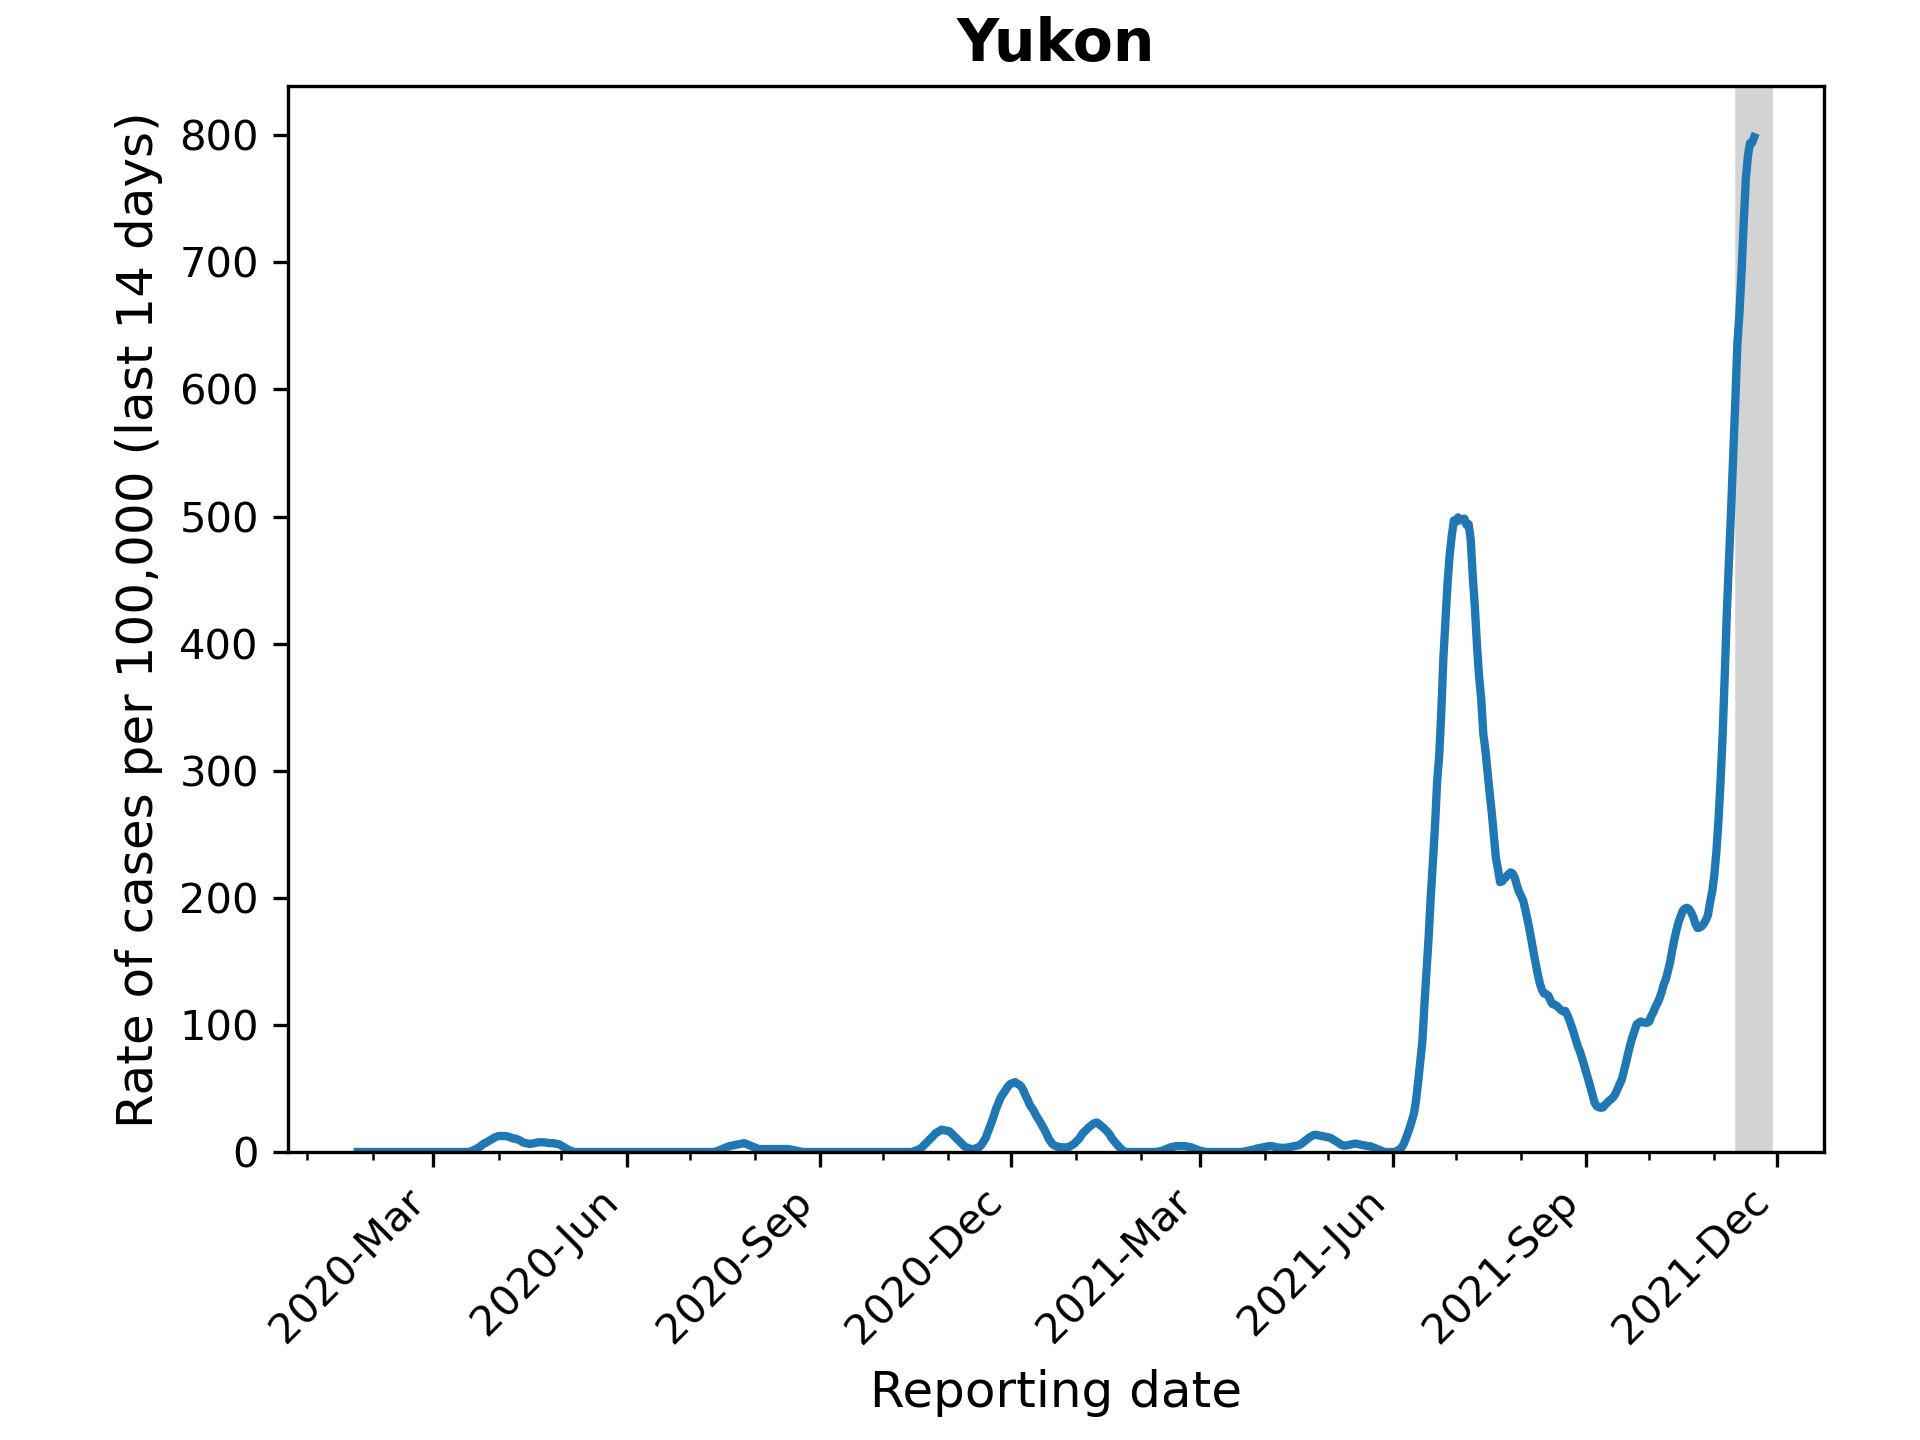 Yukon
Rate of cases per 100,000 (last 14 days)
800
700
600
500
400
300
200
100
0
2020-Mar
2020-Jun
2020-Sep
2020-Dec
2021-Mar
2021-Jun
2021-Sep
2021-Dec
Reporting date